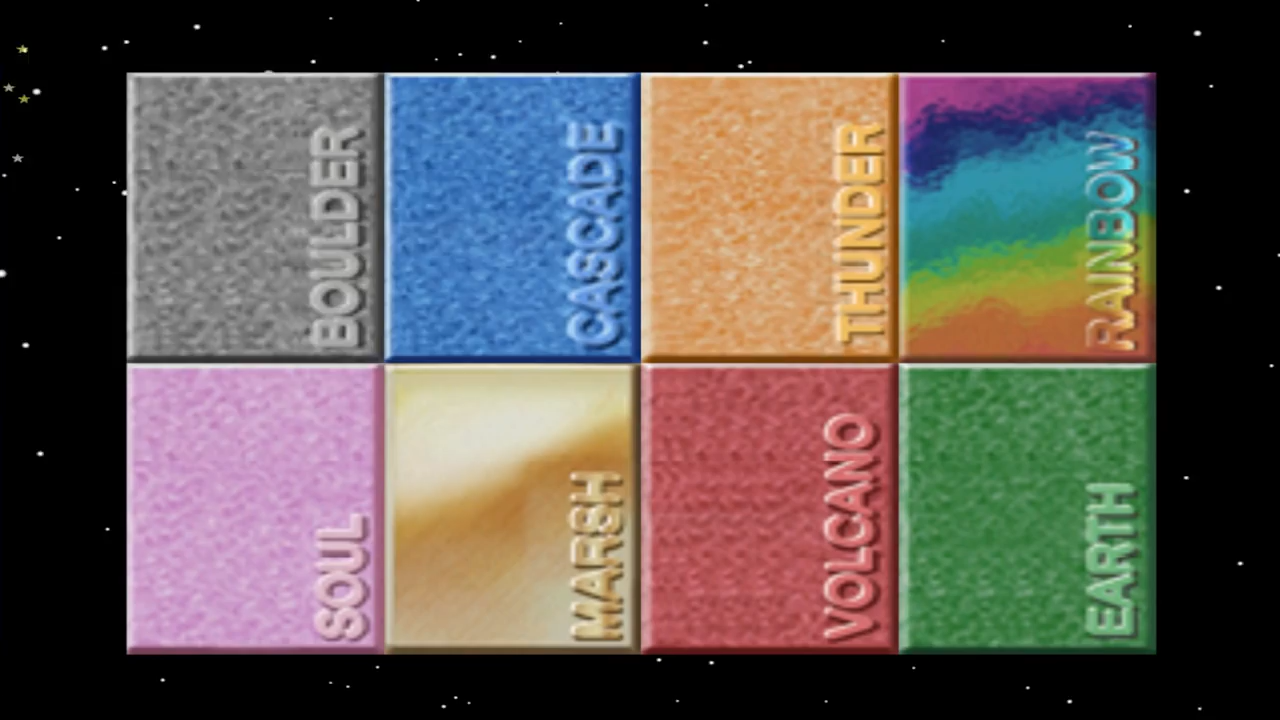 BOULDER
CASCADE
THUNDER
RAINBOW
SOUL
MARSH
VOLCANO
EARTH